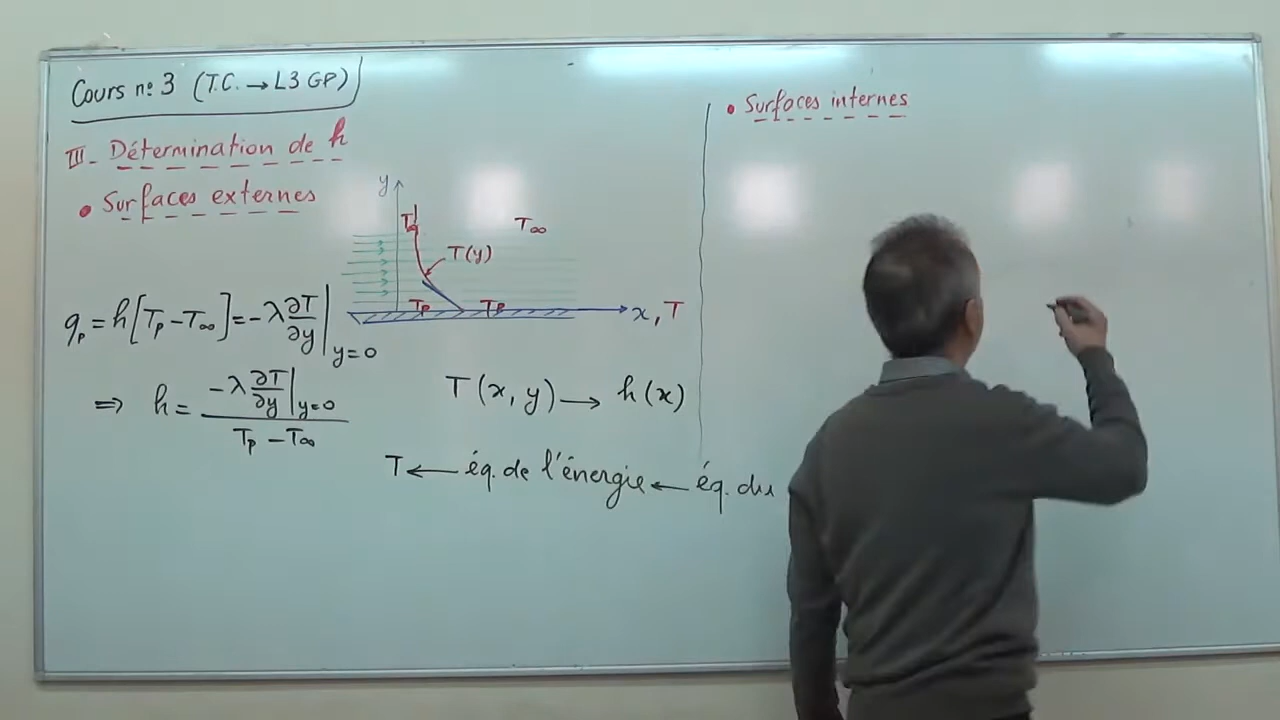 Cours nº 3 (T.C. → L3 GP)
III - Détermination de h
• Surfaces externes
y
T∞
T(y)
Tp Tp
x, T
qp = h[Tp - T∞] = -λ ∂T/∂y|y=0
⇒ h = -λ ∂T/∂y|y=0 / Tp - T∞
T(x, y) → h(x)
T ← éq. de l'énergie ← éq. du
• Surfaces internes